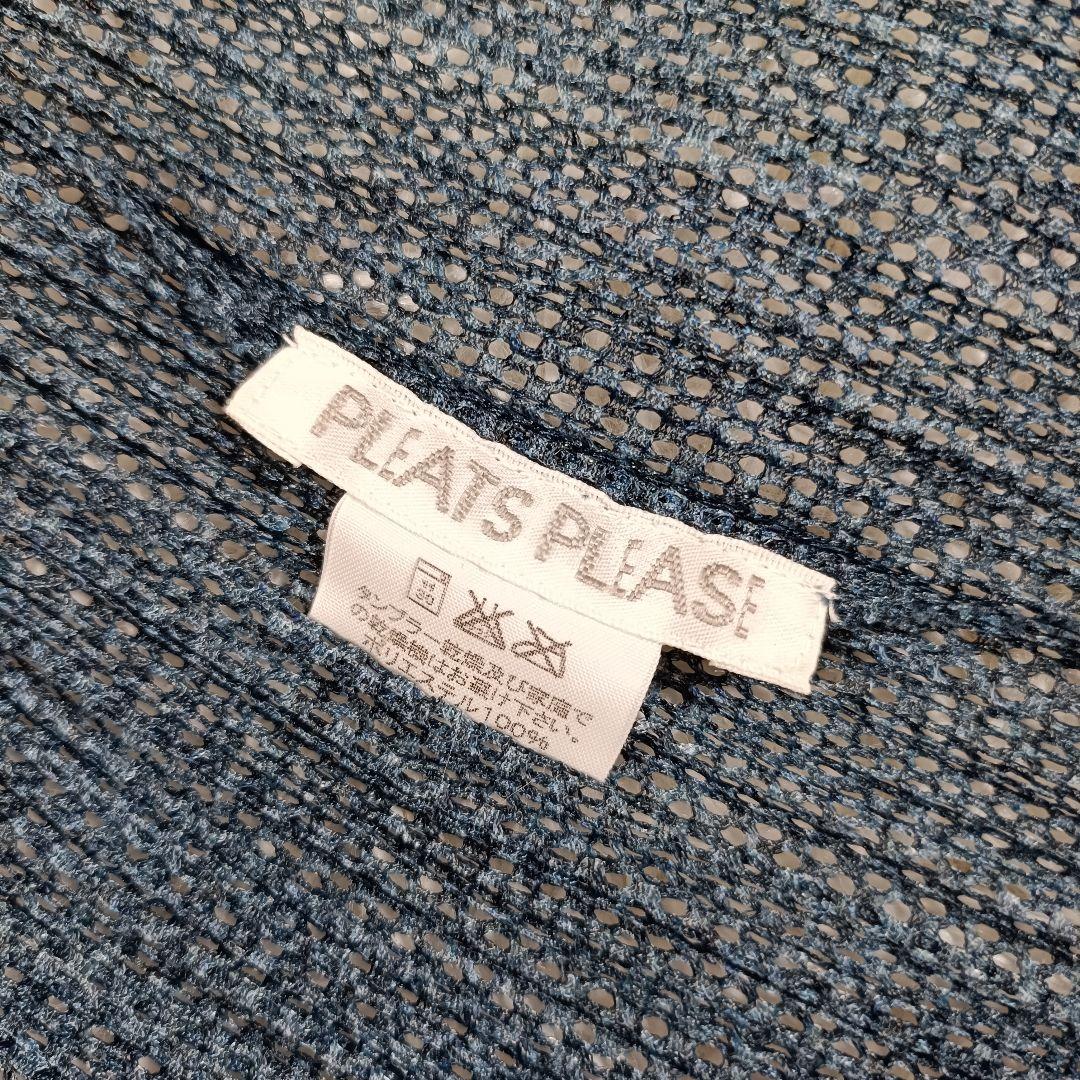 PLEATS PLEASE
タンブラー乾燥及び家庭で
の乾燥機はお避け下さい。
ポリエステル100%